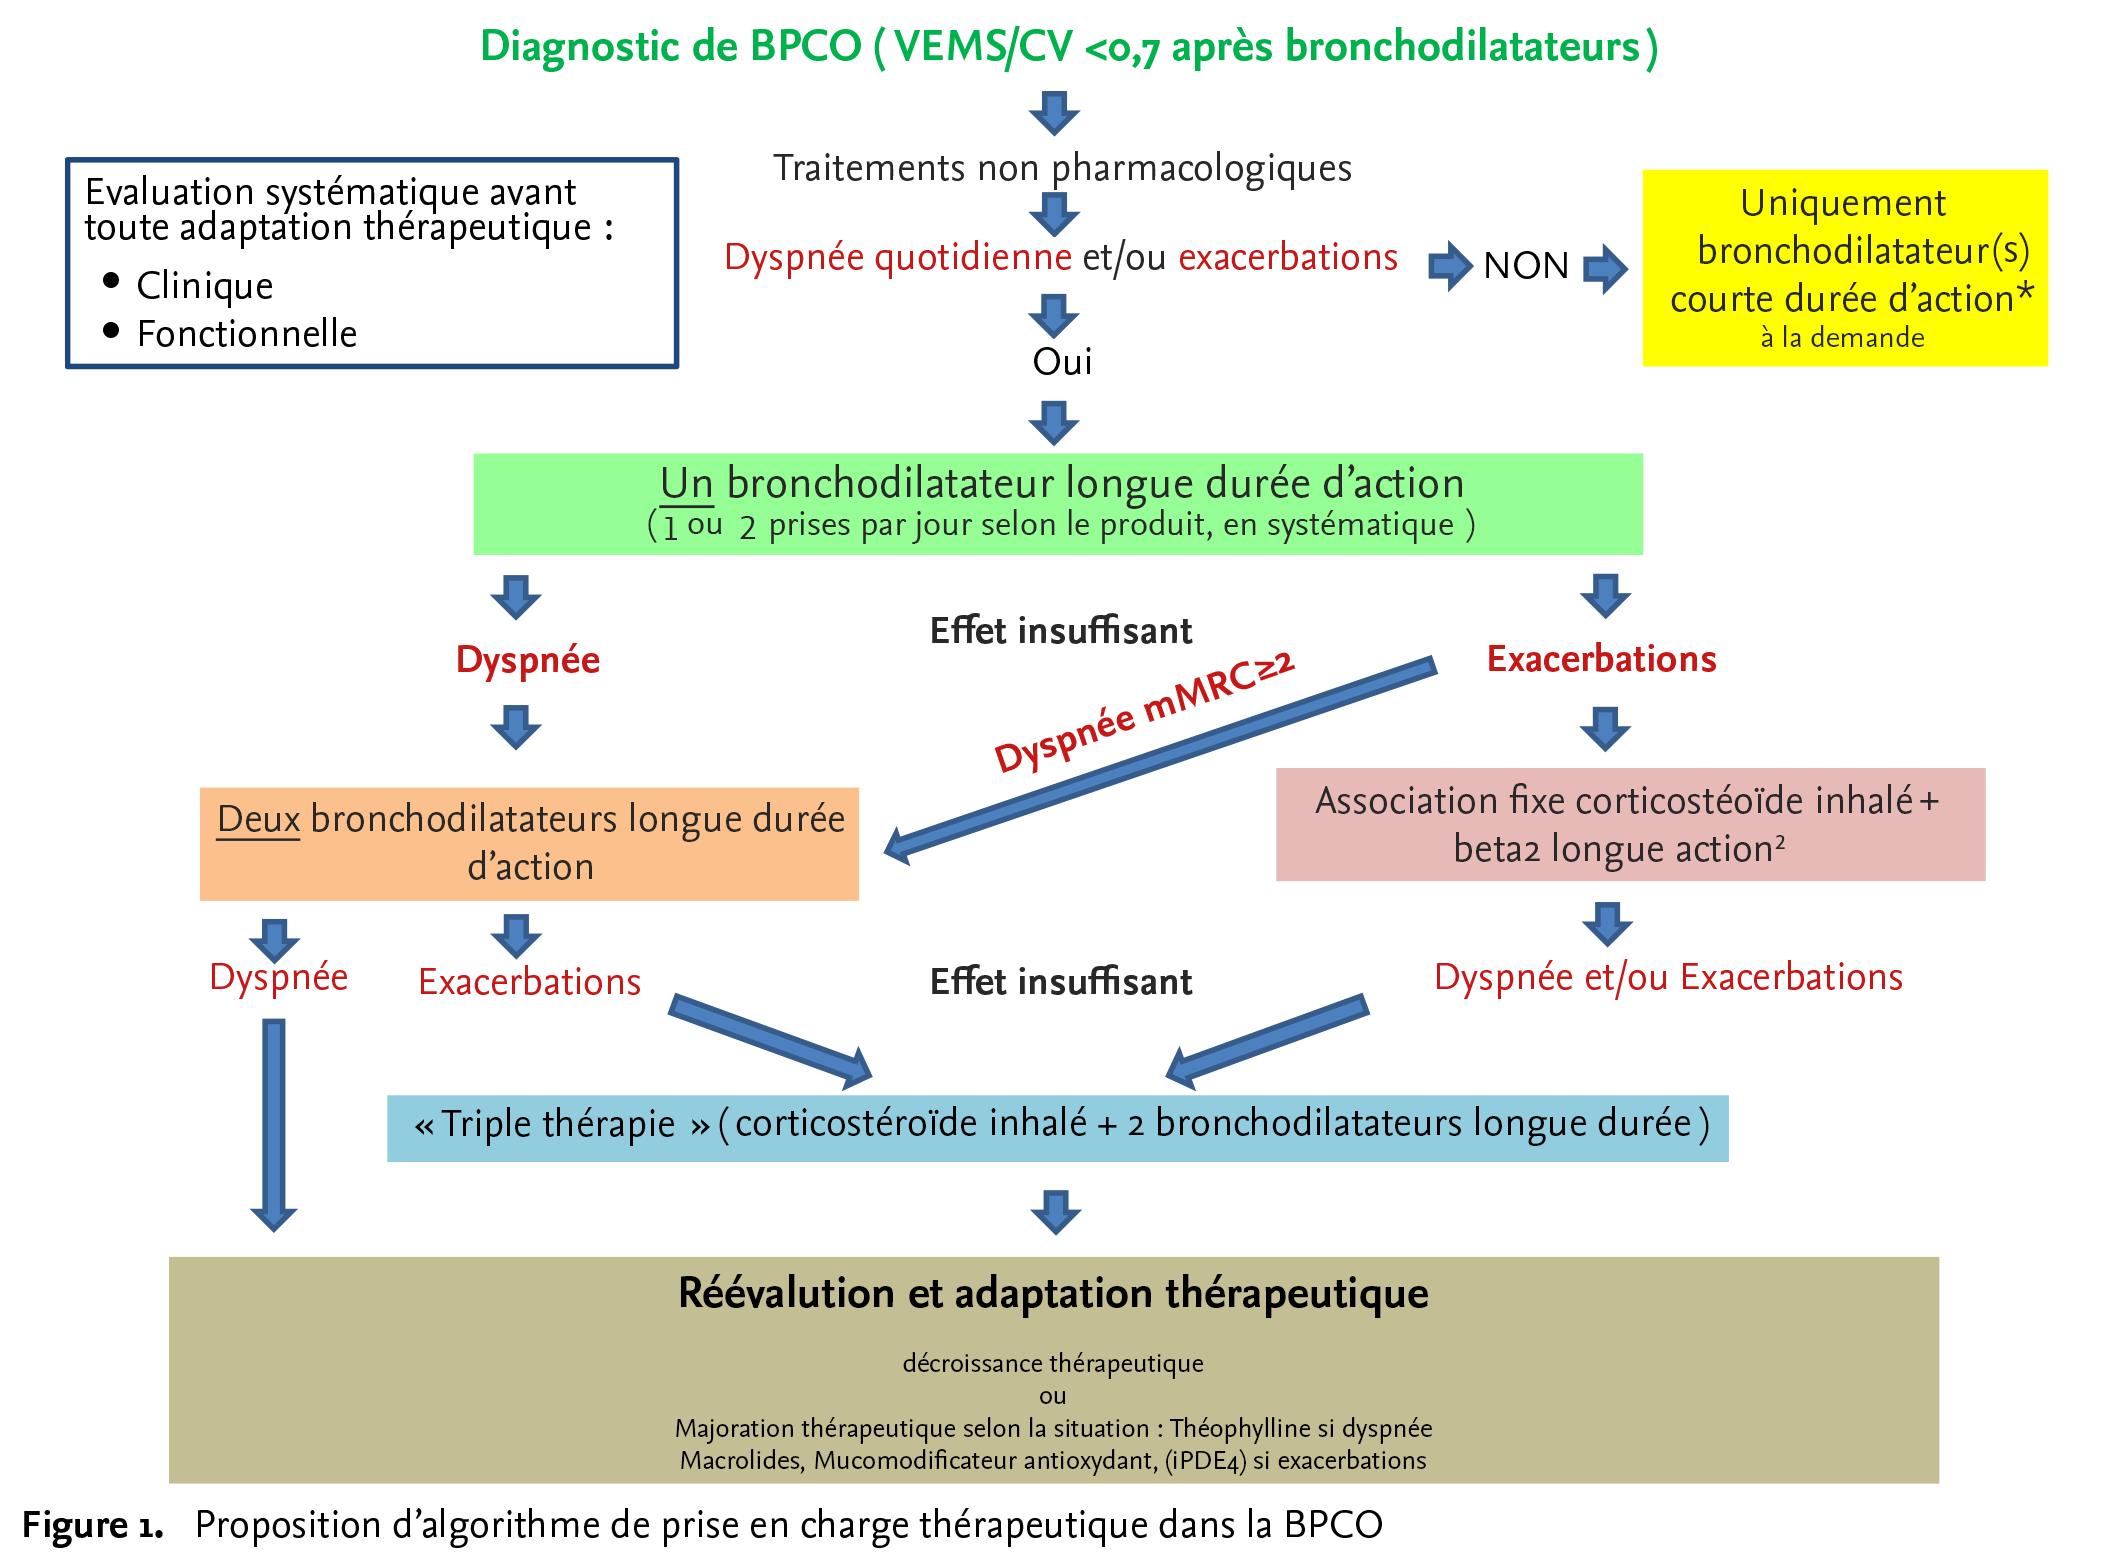 Diagnostic de BPCO (VEMS/CV <0,7 après bronchodilatateurs)
Evaluation systématique avant
toute adaptation thérapeutique :
• Clinique
• Fonctionnelle
Traitements non pharmacologiques
Dyspnée quotidienne et/ou exacerbations
NON
Uniquement
bronchodilatateur(s)
courte durée d'action*
à la demande
Oui
Un bronchodilatateur longue durée d'action
(1 ou 2 prises par jour selon le produit, en systématique )
Effet insuffisant
Dyspnée
Exacerbations
Dyspnée mMRC≥2
Deux bronchodilatateurs longue durée
d'action
Association fixe corticostéoïde inhalé +
beta2 longue action²
Dyspnée
Exacerbations
Effet insuffisant
Dyspnée et/ou Exacerbations
« Triple thérapie » (corticostéroïde inhalé + 2 bronchodilatateurs longue durée)
Réévalution et adaptation thérapeutique
décroissance thérapeutique
ou
Majoration thérapeutique selon la situation : Théophylline si dyspnée
Macrolides, Mucomodificateur antioxydant, (iPDE4) si exacerbations
Figure 1. Proposition d'algorithme de prise en charge thérapeutique dans la BPCO